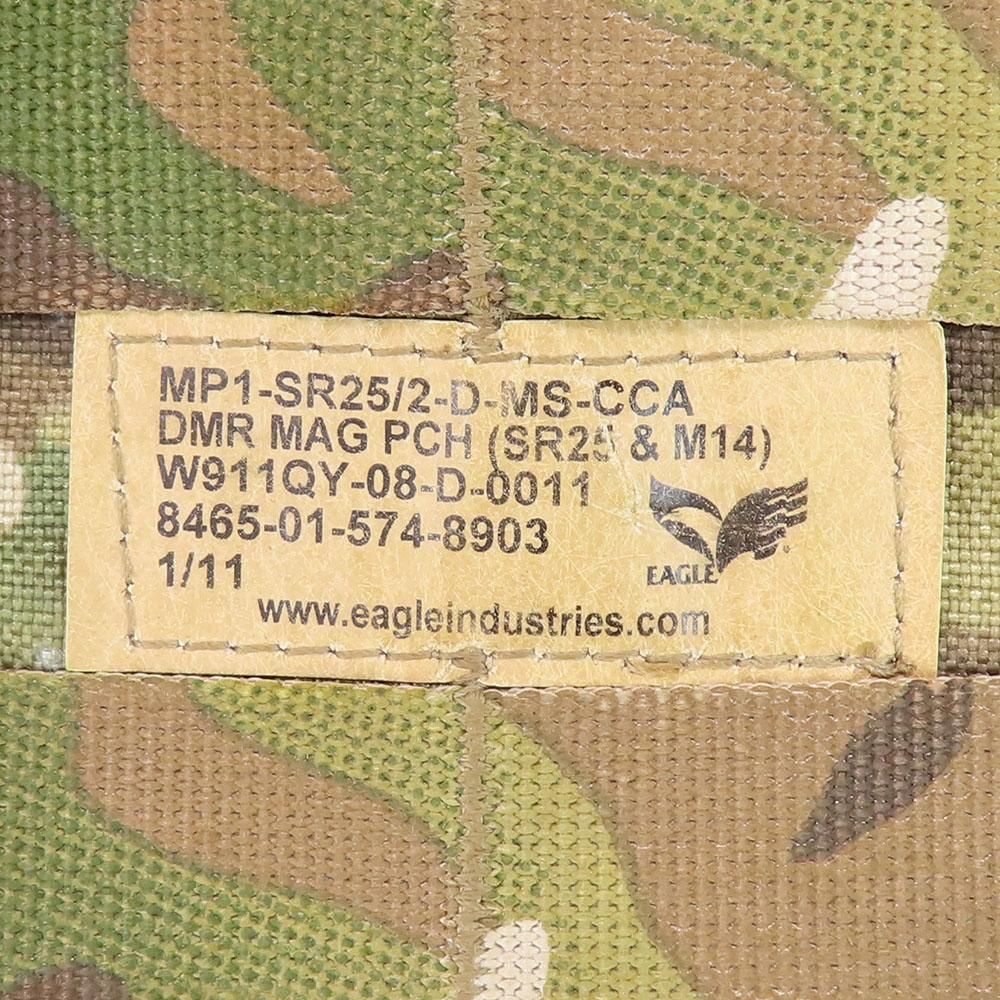 MP1-SR25/2-D-MS-CCA
DMR MAG PCH (SR25 & M14)
W911QY-08-D-0011
8465-01-574-8903
1/11
EAGLE
www.eagleindustries.com